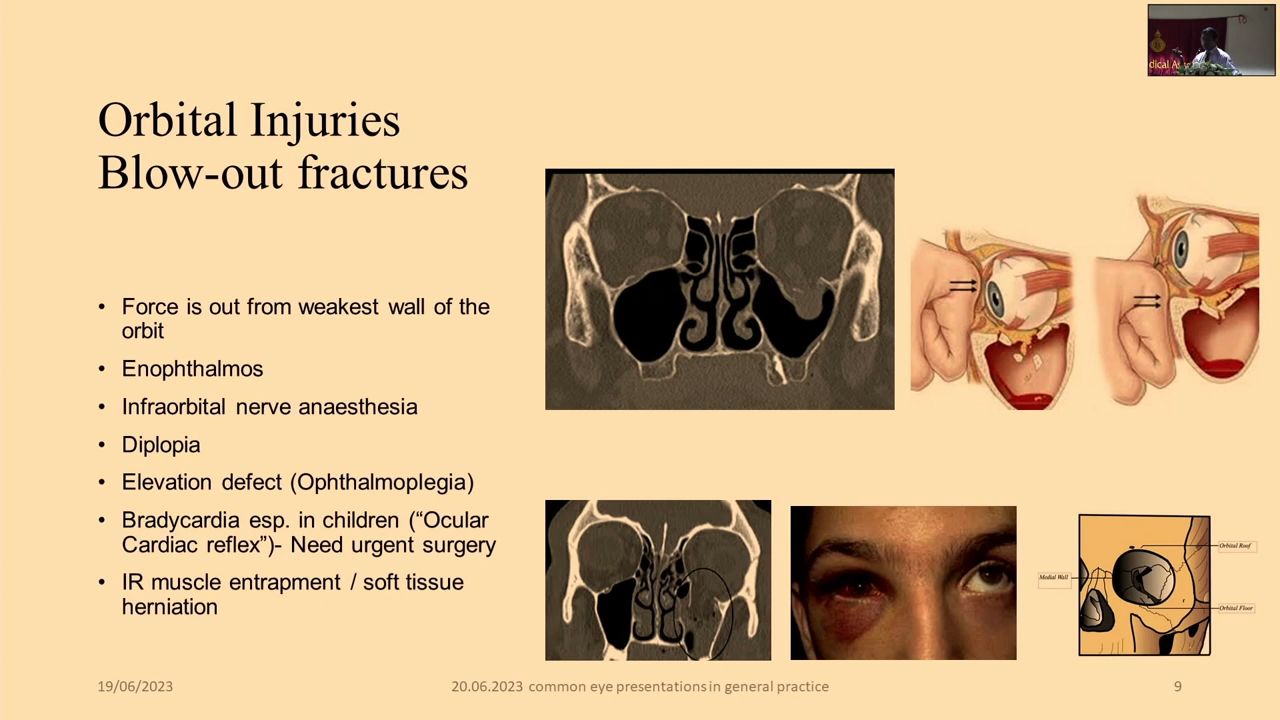 dical As
Orbital Injuries
Blow-out fractures
• Force is out from weakest wall of the
orbit
• Enophthalmos
• Infraorbital nerve anaesthesia
• Diplopia
• Elevation defect (Ophthalmoplegia)
• Bradycardia esp. in children (“Ocular
Cardiac reflex”)- Need urgent surgery
• IR muscle entrapment / soft tissue
herniation
Orbital Roof
Medial Wall
Orbital Floor
19/06/2023
20.06.2023 common eye presentations in general practice
9